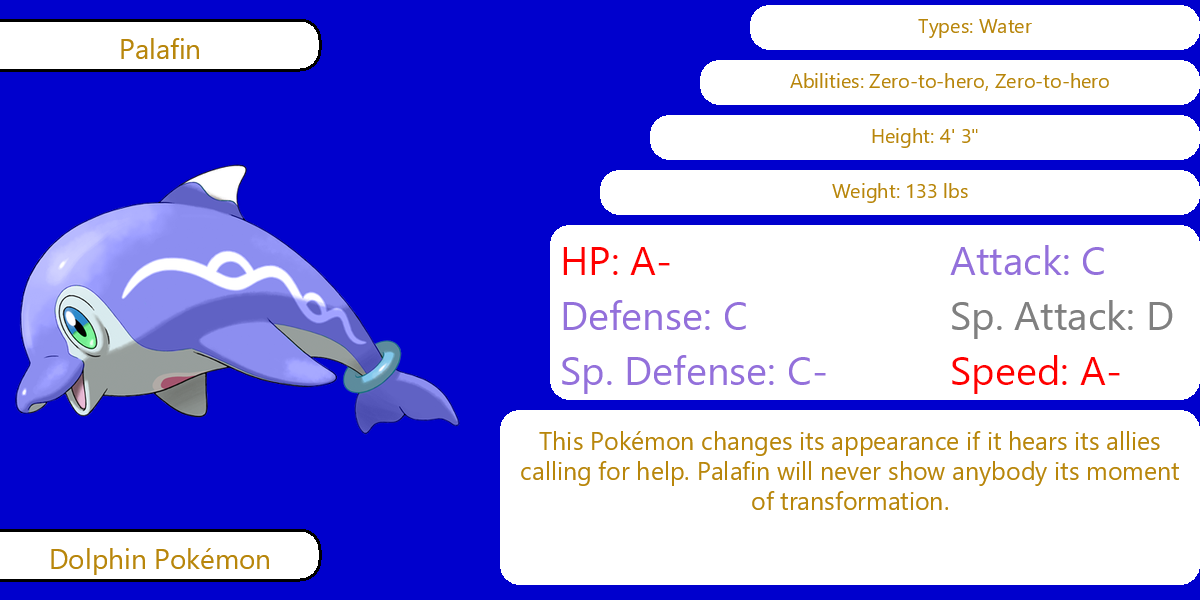 Palafin
Dolphin Pokémon
Types: Water
Abilities: Zero-to-hero, Zero-to-hero
Height: 4' 3"
Weight: 133 lbs
HP: A- Attack: C
Defense: C Sp. Attack: D
Sp. Defense: C- Speed: A-
This Pokémon changes its appearance if it hears its allies
calling for help. Palafin will never show anybody its moment
of transformation.